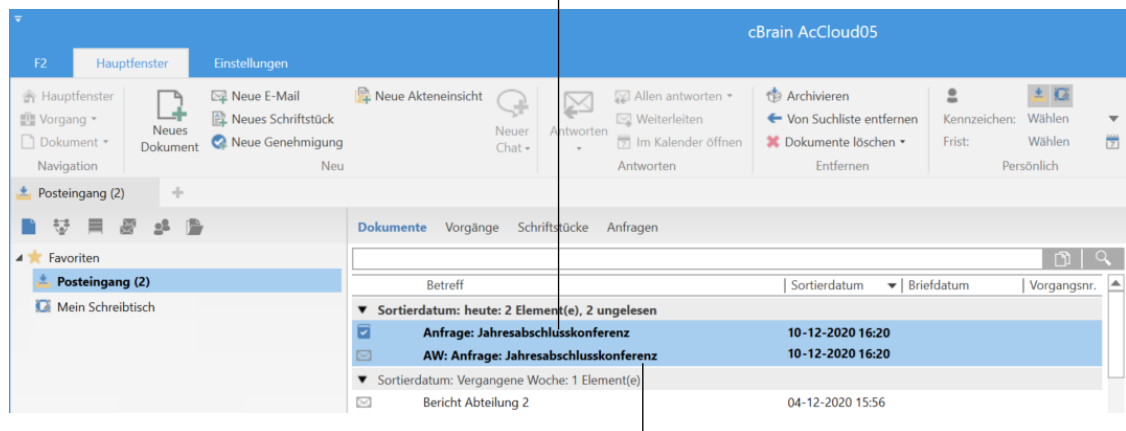 cBrain AcCloud05
F2 Hauptfenster Einstellungen
Hauptfenster
Vorgang
Dokument
Navigation
Neues Dokument
Neue E-Mail
Neues Schriftstück
Neue Genehmigung
Neue Akteneinsicht
Neuer Chat
Neu
Antworten
Allen antworten
Weiterleiten
Im Kalender öffnen
Antworten
Archivieren
Von Suchliste entfernen
Dokumente löschen
Entfernen
Kennzeichen: Wählen
Frist: Wählen
Persönlich
Posteingang (2)
Favoriten
Posteingang (2)
Mein Schreibtisch
Dokumente Vorgänge Schriftstücke Anfragen
Betreff Sortierdatum Briefdatum Vorgangsnr.
Sortierdatum: heute: 2 Element(e), 2 ungelesen
Anfrage: Jahresabschlusskonferenz 10-12-2020 16:20
AW: Anfrage: Jahresabschlusskonferenz 10-12-2020 16:20
Sortierdatum: Vergangene Woche: 1 Element(e)
Bericht Abteilung 2 04-12-2020 15:56